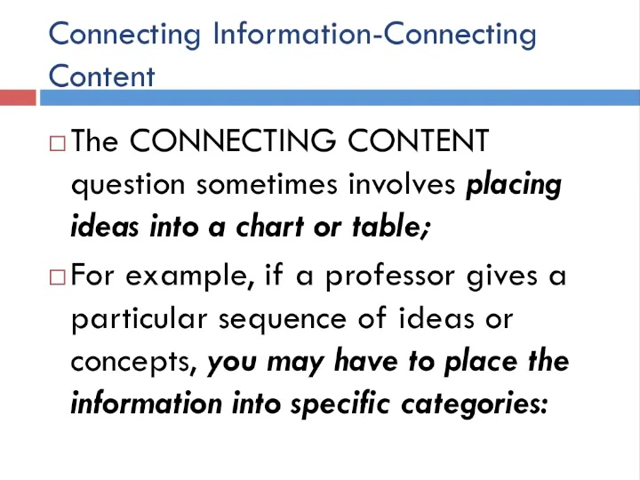 Connecting Information-Connecting
Content
The CONNECTING CONTENT
question sometimes involves placing
ideas into a chart or table;
For example, if a professor gives a
particular sequence of ideas or
concepts, you may have to place the
information into specific categories: